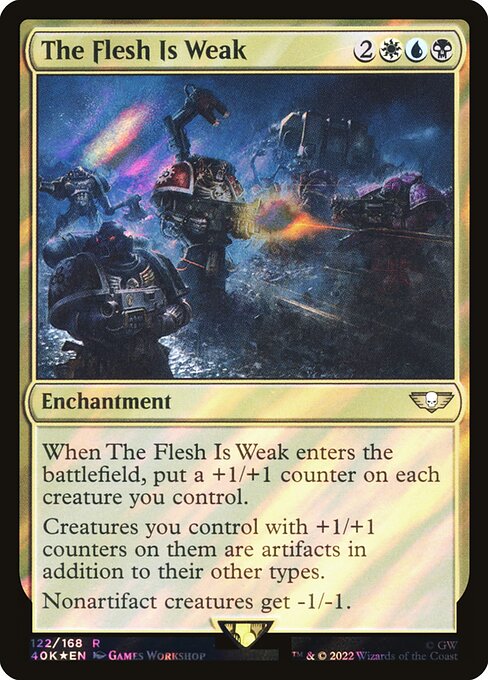 The Flesh Is Weak 2
Enchantment
When The Flesh Is Weak enters the
battlefield, put a +1/+1 counter on each
creature you control.
Creatures you control with +1/+1
counters on them are artifacts in
addition to their other types.
Nonartifact creatures get -1/-1.
122/168 R
40K★EN GAMES WORKSHOP
© GW
™ & © 2022 Wizards of the Coast